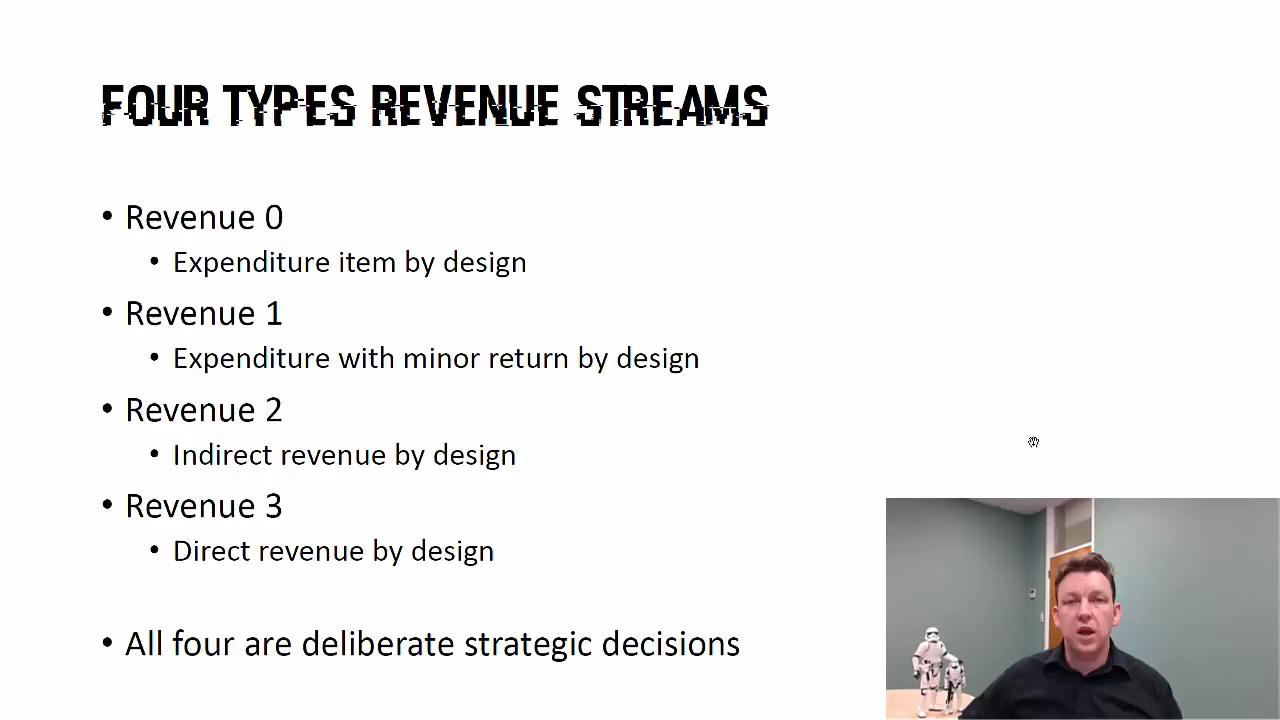 FOUR TYPES REVENUE STREAMS
• Revenue 0
• Expenditure item by design
• Revenue 1
• Expenditure with minor return by design
• Revenue 2
• Indirect revenue by design
• Revenue 3
• Direct revenue by design
• All four are deliberate strategic decisions